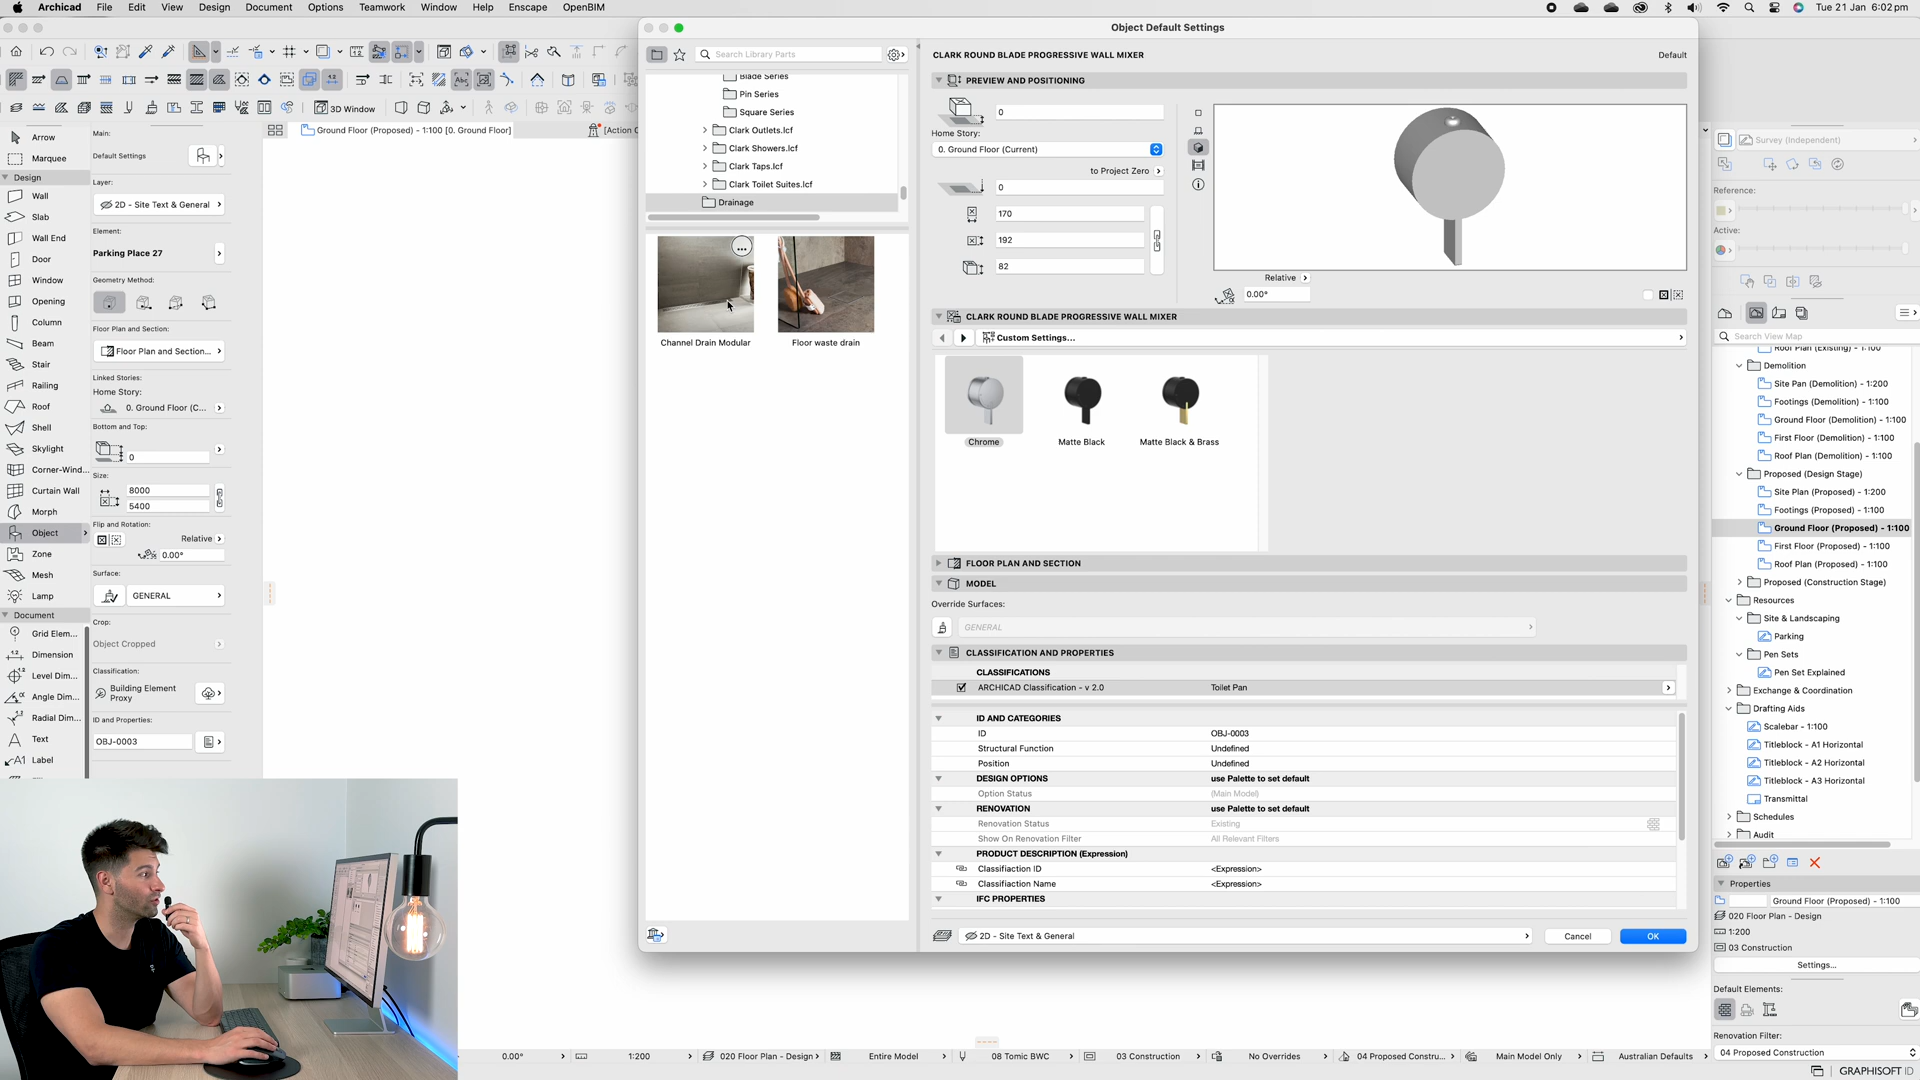 Archicad File Edit View Design Document Options Teamwork Window Help Enscape OpenBIM
Tue 21 Jan 6:02 pm
Object Default Settings
Search Library Parts
Blade Series
Pin Series
Square Series
Clark Outlets.lcf
Clark Showers.lcf
Clark Taps.lcf
Clark Toilet Suites.lcf
Drainage
Channel Drain Modular
Floor waste drain
CLARK ROUND BLADE PROGRESSIVE WALL MIXER
Default
PREVIEW AND POSITIONING
0
Home Story:
0. Ground Floor (Current)
to Project Zero
0
170
192
82
Relative
0.00°
CLARK ROUND BLADE PROGRESSIVE WALL MIXER
Custom Settings...
Chrome
Matte Black
Matte Black & Brass
FLOOR PLAN AND SECTION
MODEL
Override Surfaces:
GENERAL
CLASSIFICATION AND PROPERTIES
CLASSIFICATIONS
ARCHICAD Classification - v 2.0 Toilet Pan
ID AND CATEGORIES
ID OBJ-0003
Structural Function Undefined
Position Undefined
DESIGN OPTIONS use Palette to set default
Option Status (Main Model)
RENOVATION use Palette to set default
Renovation Status Existing
Show On Renovation Filter All Relevant Filters
PRODUCT DESCRIPTION (Expression)
Classifiaction ID <Expression>
Classifiaction Name <Expression>
IFC PROPERTIES
2D - Site Text & General
Cancel
OK
3D Window
Ground Floor (Proposed) - 1:100 [0. Ground Floor]
[Action C
Arrow
Marquee
Design
Wall
Slab
Wall End
Door
Window
Opening
Column
Beam
Stair
Railing
Roof
Shell
Skylight
Corner-Wind...
Curtain Wall
Morph
Object
Zone
Mesh
Lamp
Document
Grid Elem...
Dimension
Level Dim...
Angle Dim...
Radial Dim...
Text
Label
Main:
Default Settings
Layer:
2D - Site Text & General
Element:
Parking Place 27
Geometry Method:
Floor Plan and Section:
Floor Plan and Section...
Linked Stories:
Home Story:
0. Ground Floor (C...
Bottom and Top:
0
Size:
8000
5400
Flip and Rotation:
Relative
0.00°
Surface:
GENERAL
Crop:
Object Cropped
Classification:
Building Element
Proxy
ID and Properties:
OBJ-0003
Survey (Independent)
Reference:
Active:
Search View Map
Roof Plan (Existing) - 1:100
Demolition
Site Pan (Demolition) - 1:200
Footings (Demolition) - 1:100
Ground Floor (Demolition) - 1:100
First Floor (Demolition) - 1:100
Roof Plan (Demolition) - 1:100
Proposed (Design Stage)
Site Plan (Proposed) - 1:200
Footings (Proposed) - 1:100
Ground Floor (Proposed) - 1:100
First Floor (Proposed) - 1:100
Roof Plan (Proposed) - 1:100
Proposed (Construction Stage)
Resources
Site & Landscaping
Parking
Pen Sets
Pen Set Explained
Exchange & Coordination
Drafting Aids
Scalebar - 1:100
Titleblock - A1 Horizontal
Titleblock - A2 Horizontal
Titleblock - A3 Horizontal
Transmittal
Schedules
Audit
Properties
Ground Floor (Proposed) - 1:100
020 Floor Plan - Design
1:200
03 Construction
Settings...
Default Elements:
Renovation Filter:
04 Proposed Construction
0.00° 1:200 020 Floor Plan - Design Entire Model 08 Tomic BWC 03 Construction No Overrides 04 Proposed Constru... Main Model Only Australian Defaults
GRAPHISOFT ID